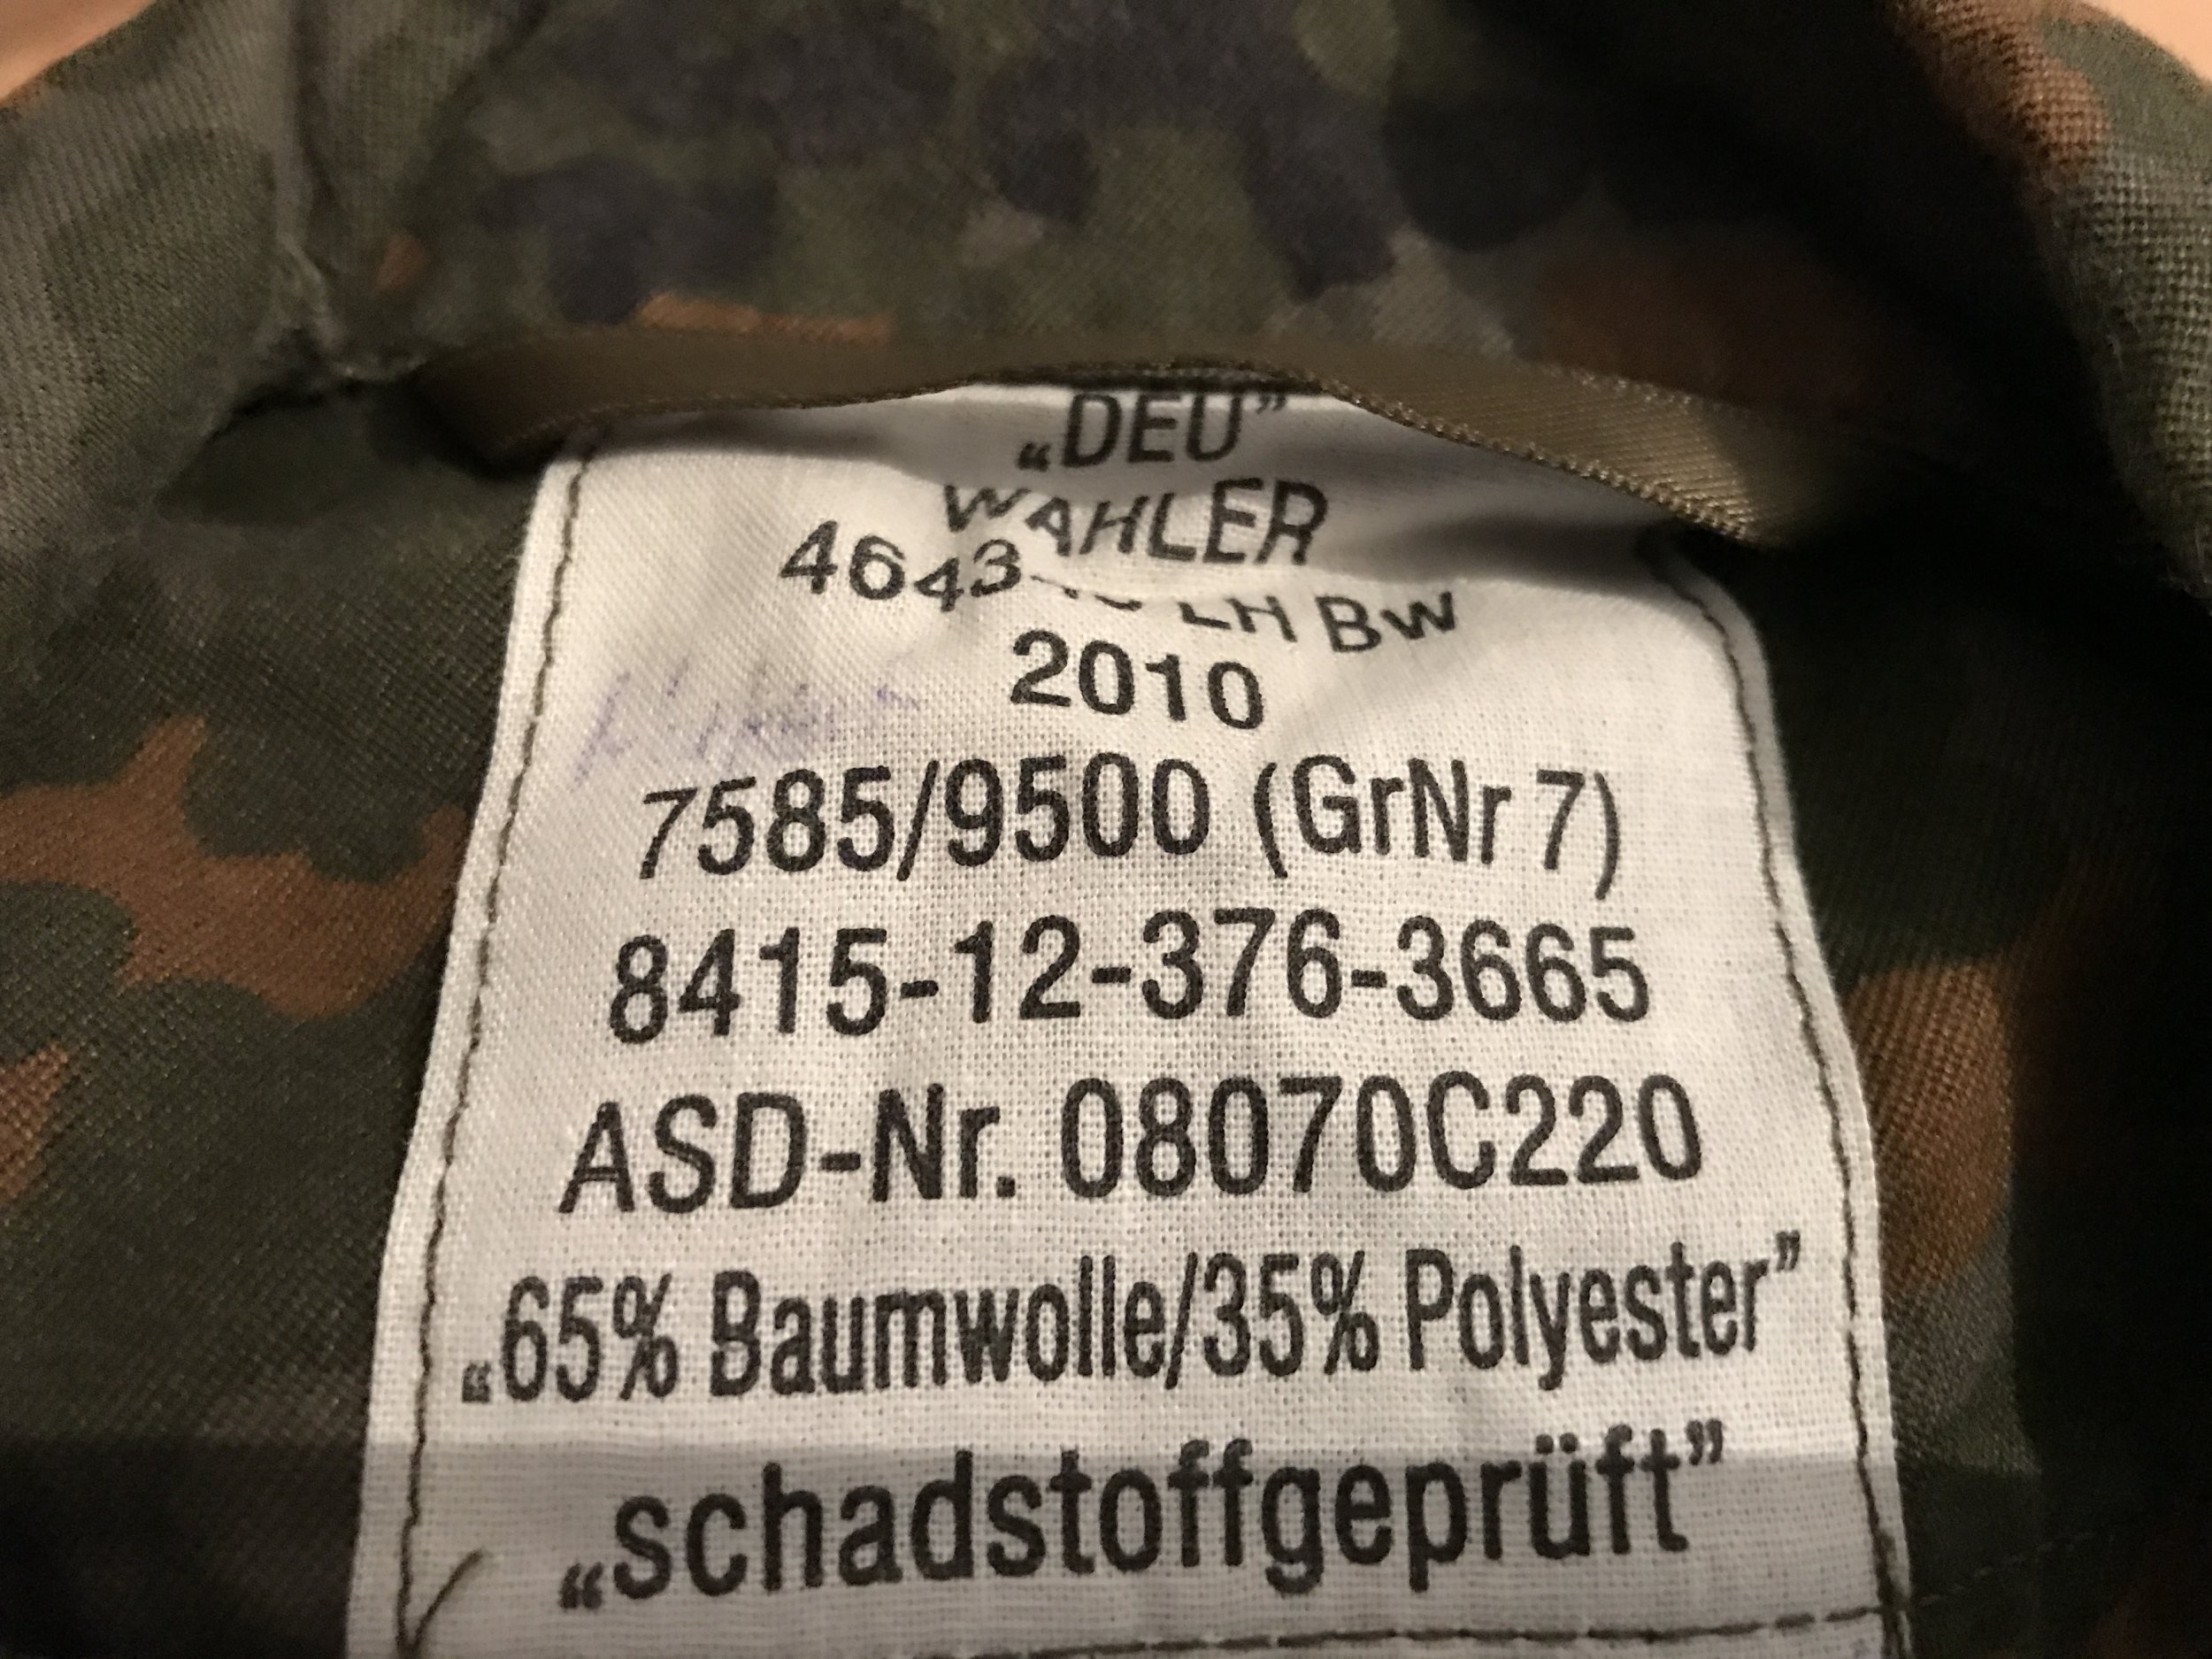 „DEU”
WAHLER
4643 LH Bw
2010
7585/9500 (GrNr 7)
8415-12-376-3665
ASD-Nr. 08070C220
„65% Baumwolle/35% Polyester”
„schadstoffgeprüft”